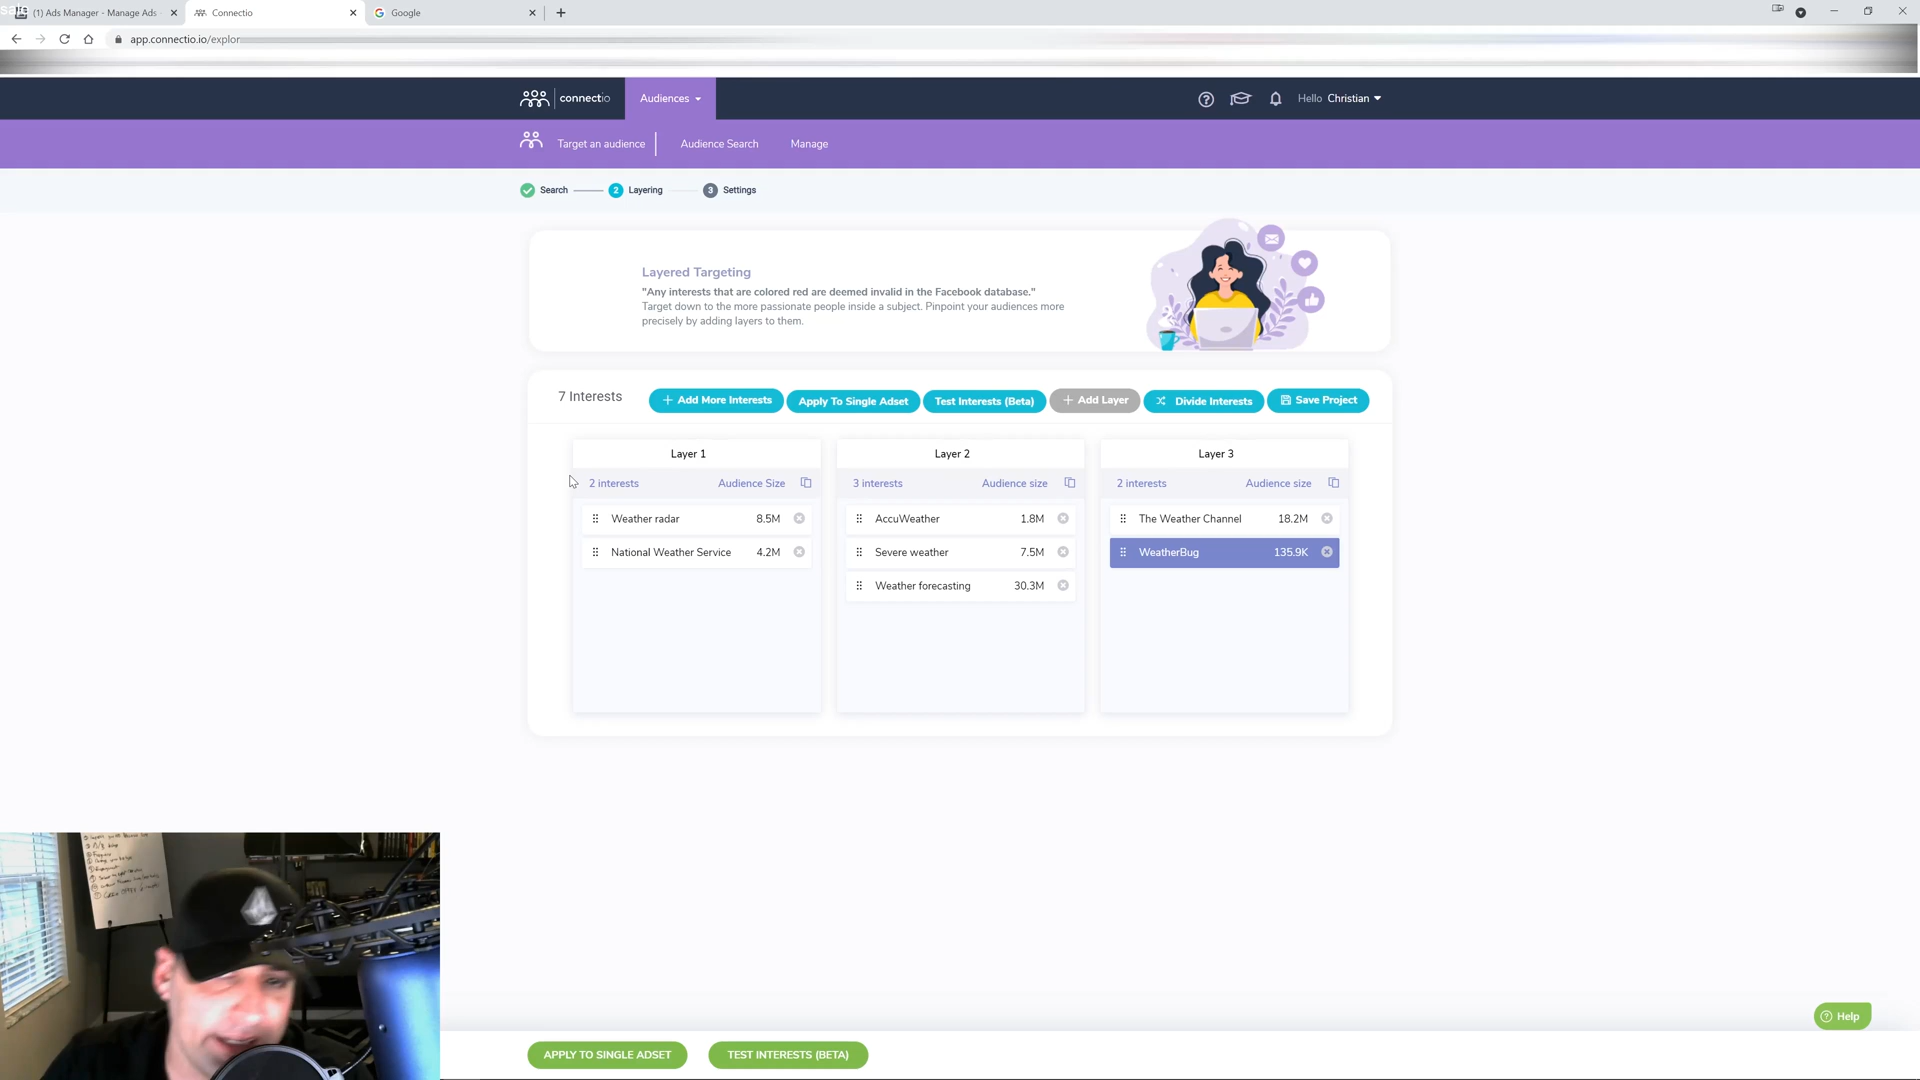 (1) Ads Manager - Manage Ads
Connectio
Google
app.connectio.io/explor
connectio
Audiences
Hello Christian
Target an audience
Audience Search
Manage
Search
2 Layering
3 Settings
Layered Targeting
"Any interests that are colored red are deemed invalid in the Facebook database."
Target down to the more passionate people inside a subject. Pinpoint your audiences more
precisely by adding layers to them.
7 Interests
+ Add More Interests
Apply To Single Adset
Test Interests (Beta)
+ Add Layer
Divide Interests
Save Project
Layer 1
2 interests Audience Size
Weather radar 8.5M
National Weather Service 4.2M
Layer 2
3 interests Audience size
AccuWeather 1.8M
Severe weather 7.5M
Weather forecasting 30.3M
Layer 3
2 interests Audience size
The Weather Channel 18.2M
WeatherBug 135.9K
Help
APPLY TO SINGLE ADSET
TEST INTERESTS (BETA)